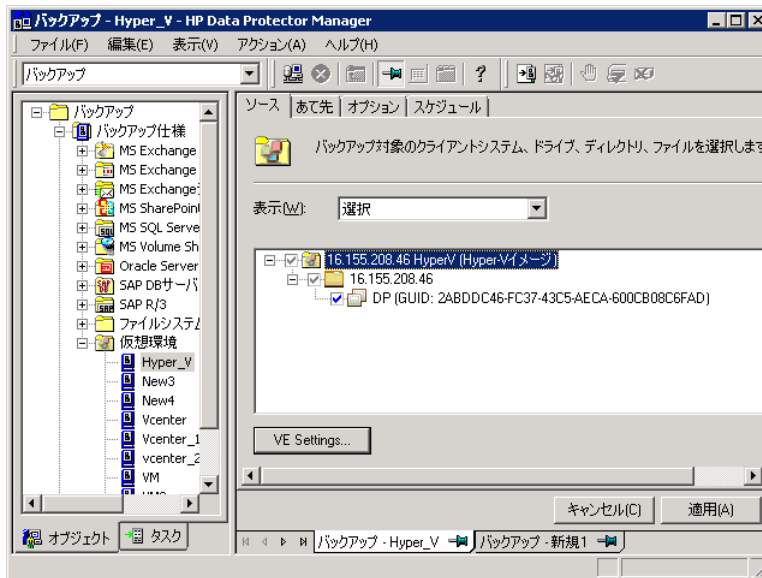 バックアップ - Hyper_V - HP Data Protector Manager
ファイル(F) 編集(E) 表示(V) アクション(A) ヘルプ(H)
バックアップ
バックアップ
バックアップ仕様
MS Exchange
MS Exchange
MS Exchange
MS SharePoin
MS SQL Serve
MS Volume Sh
Oracle Server
SAP DBサーバ
SAP R/3
ファイルシステム
仮想環境
Hyper_V
New3
New4
Vcenter
Vcenter_1
vcenter_2
VM
オブジェクト タスク
ソース あて先 オプション スケジュール
バックアップ対象のクライアントシステム、ドライブ、ディレクトリ、ファイルを選択しま
表示(W): 選択
16.155.208.46 HyperV (Hyper-Vイメージ)
16.155.208.46
DP (GUID: 2ABDDC46-FC37-43C5-AECA-600CB08C6FAD)
VE Settings...
キャンセル(C) 適用(A)
バックアップ - Hyper_V バックアップ - 新規1